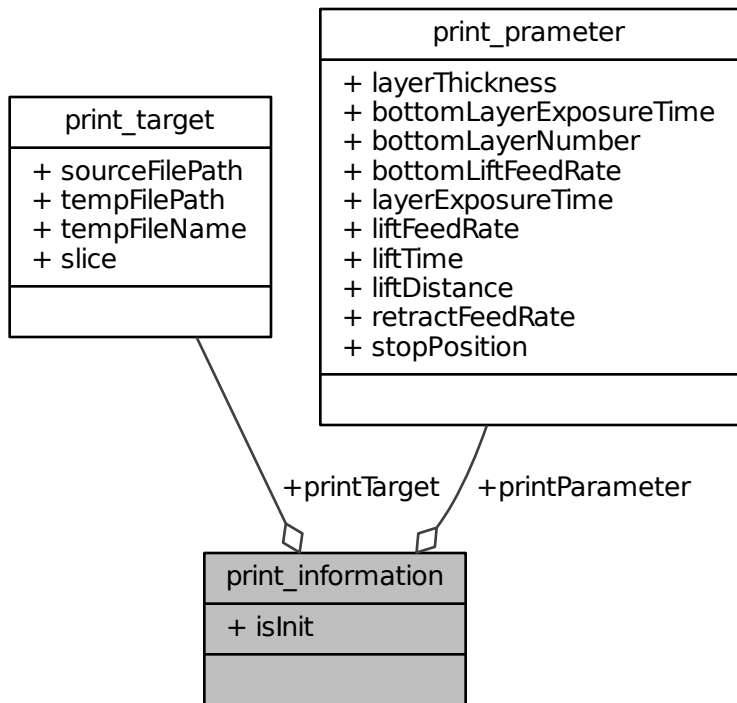 print_prameter
+ layerThickness
+ bottomLayerExposureTime
+ bottomLayerNumber
+ bottomLiftFeedRate
+ layerExposureTime
+ liftFeedRate
+ liftTime
+ liftDistance
+ retractFeedRate
+ stopPosition
print_target
+ sourceFilePath
+ tempFilePath
+ tempFileName
+ slice
+printTarget
+printParameter
print_information
+ isInit